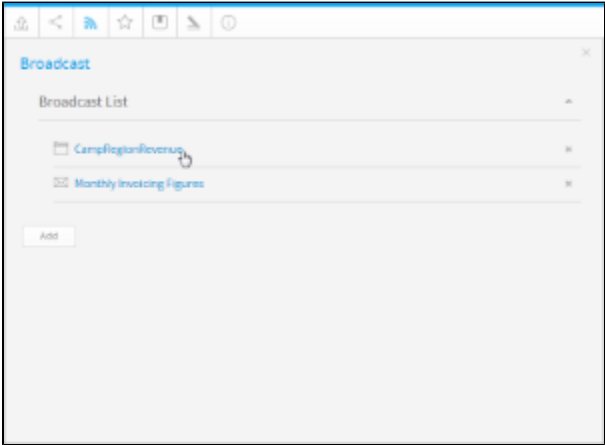 Broadcast
Broadcast List
CampRegionRevenue
Monthly Invoicing Figures
Add